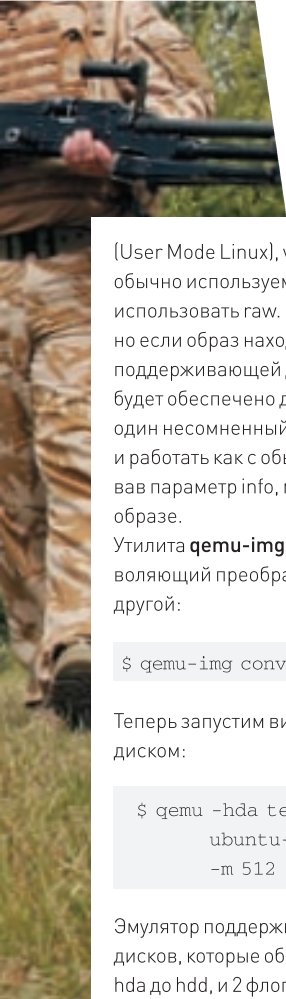 (User Mode Linux),
обычно используем
использовать raw.
но если образ нахо
поддерживающей
будет обеспечено д
один несомненный
и работать как с об
вав параметр info,
образе.
Утилита qemu-img
воляющий преобра
другой:
$ qemu-img conv
Теперь запустим ви
диском:
$ qemu -hda te
ubuntu-
-m 512
Эмулятор поддерж
дисков, которые об
hda до hdd, и 2 флоп